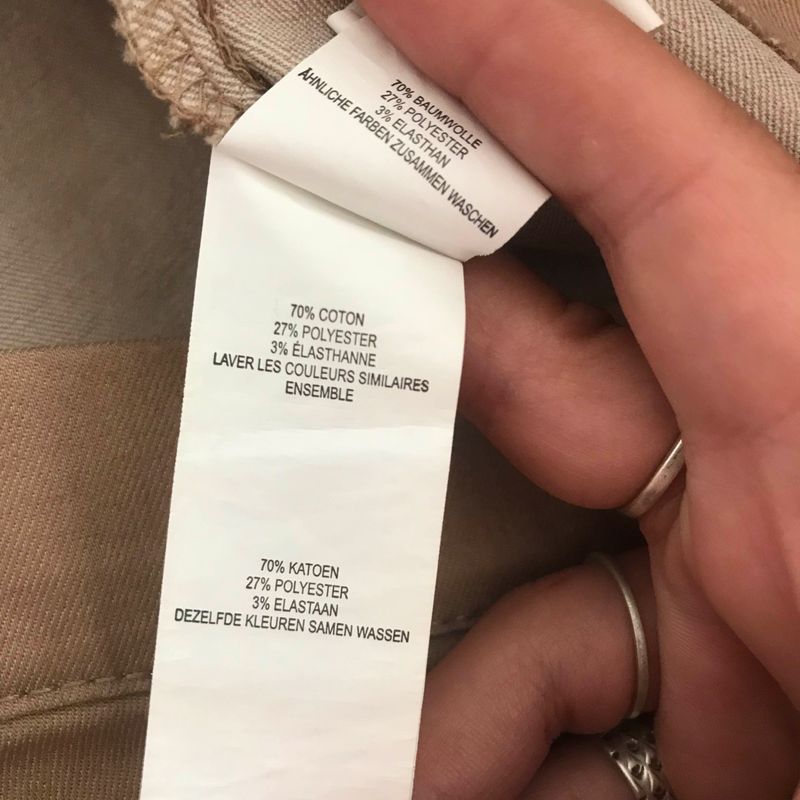 70% BAUMWOLLE
27% POLYESTER
3% ELASTHAN
ÄHNLICHE FARBEN ZUSAMMEN WASCHEN
70% COTON
27% POLYESTER
3% ÉLASTHANNE
LAVER LES COULEURS SIMILAIRES
ENSEMBLE
70% KATOEN
27% POLYESTER
3% ELASTAAN
DEZELFDE KLEUREN SAMEN WASSEN